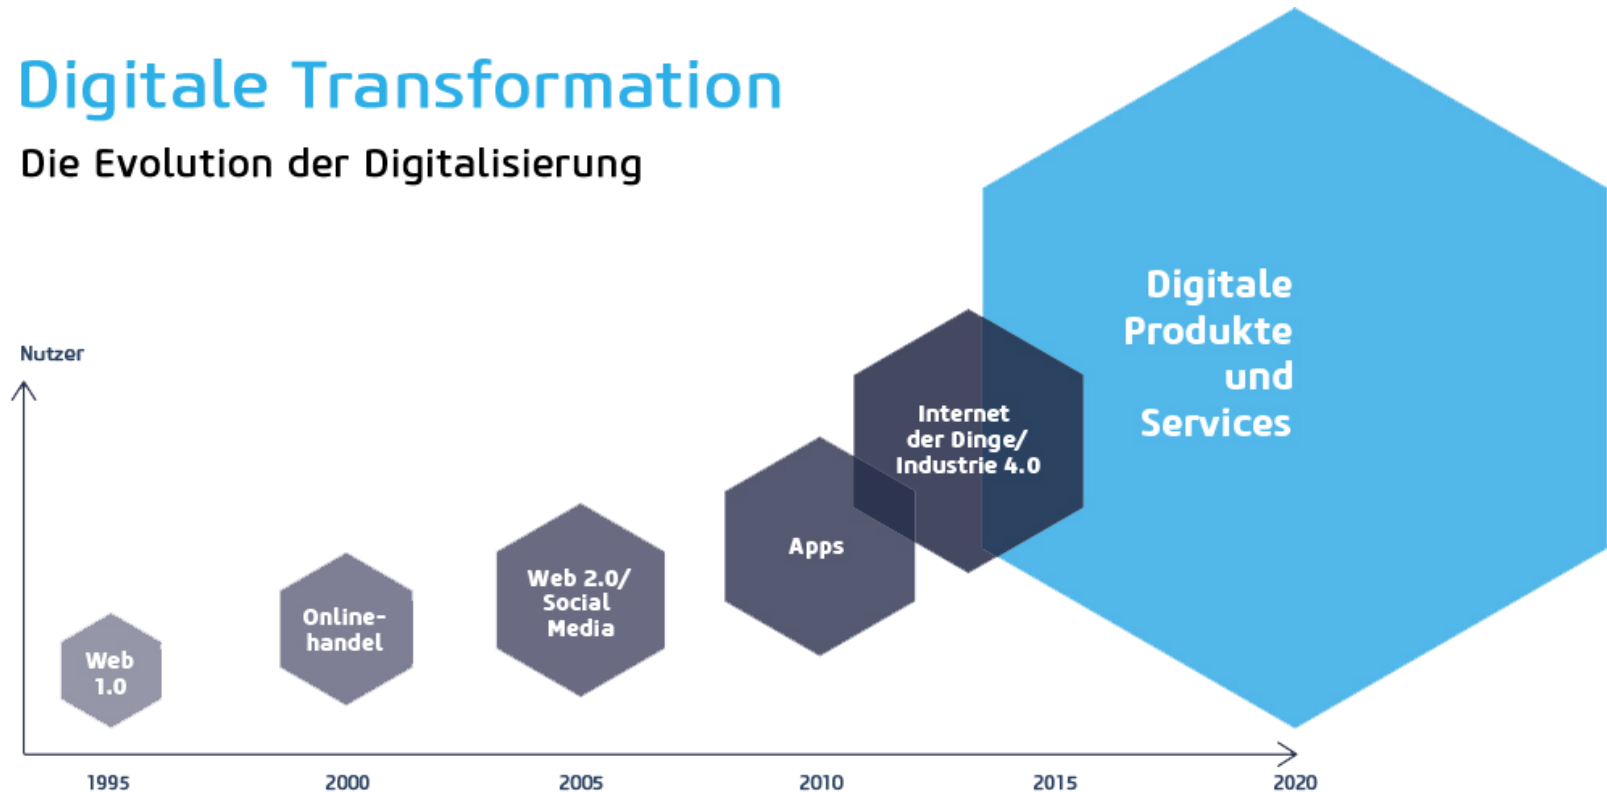 Digitale Transformation
Die Evolution der Digitalisierung
Nutzer
Web
1.0
Online-
handel
Web 2.0/
Social
Media
Apps
Internet
der Dinge/
Industrie 4.0
Digitale
Produkte
und
Services
1995
2000
2005
2010
2015
2020